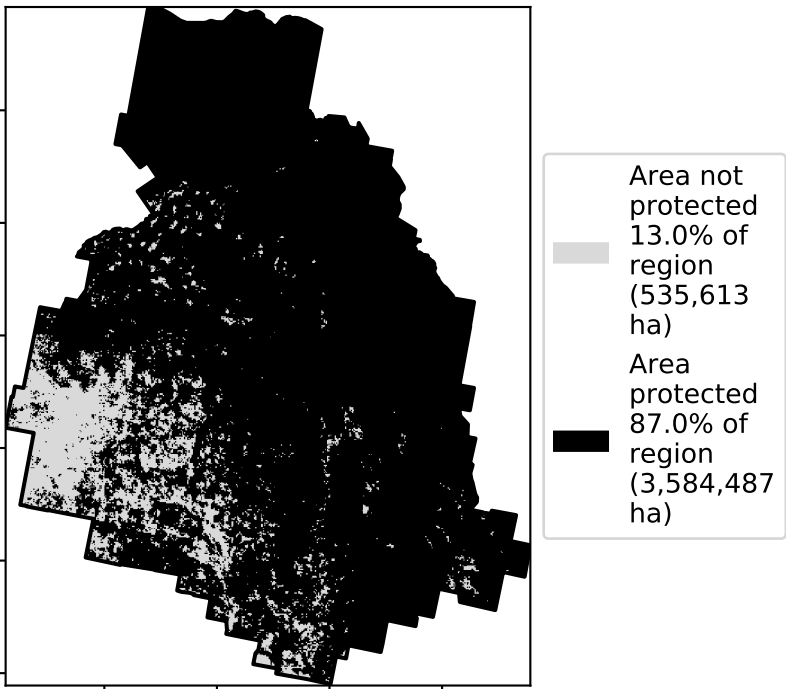 Area not
protected
13.0% of
region
(535,613
ha)
Area
protected
87.0% of
region
(3,584,487
ha)